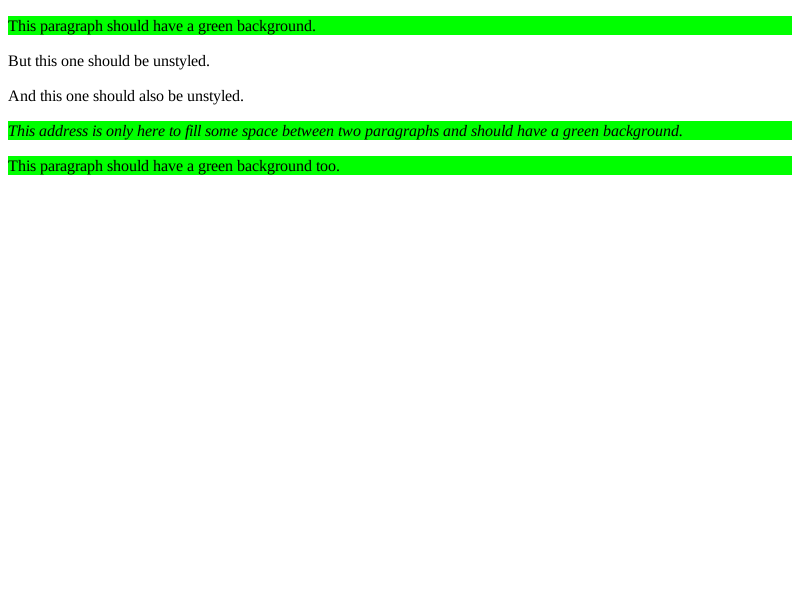 This paragraph should have a green background.
But this one should be unstyled.
And this one should also be unstyled.
This address is only here to fill some space between two paragraphs and should have a green background.
This paragraph should have a green background too.